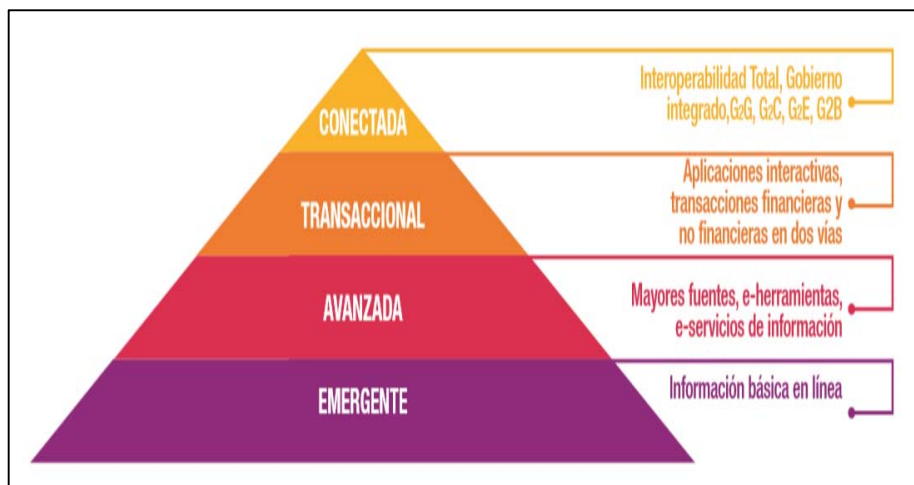 Interoperabilidad Total, Gobierno
integrado,G2G, G2C, G2E, G2B
CONECTADA
Aplicaciones interactivas,
transacciones financieras y
no financieras en dos vías
TRANSACCIONAL
Mayores fuentes, e-herramientas,
e-servicios de información
AVANZADA
Información básica en línea
EMERGENTE